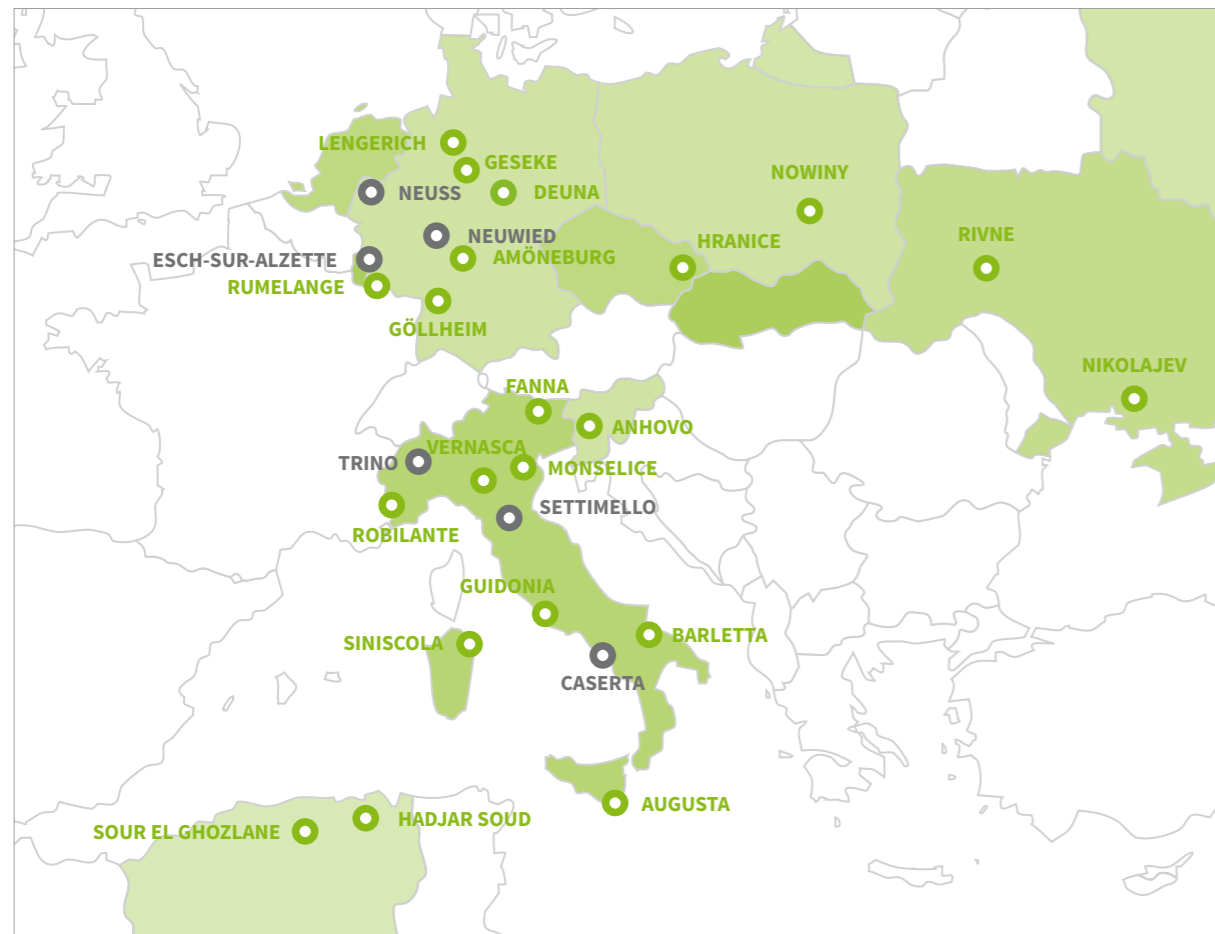 LENGERICH
GESEKE
NOWINY
DEUNA
NEUSS
RIVNE
NEUWIED
HRANICE
AMÖNEBURG
ESCH-SUR-ALZETTE
RUMELANGE
GÖLLHEIM
NIKOLAJEV
FANNA
ANHOVO
VERNASCA
TRINO
MONSELICE
SETTIMELLO
ROBILANTE
GUIDONIA
BARLETTA
SINISCOLA
CASERTA
AUGUSTA
HADJAR SOUD
SOUR EL GHOZLANE